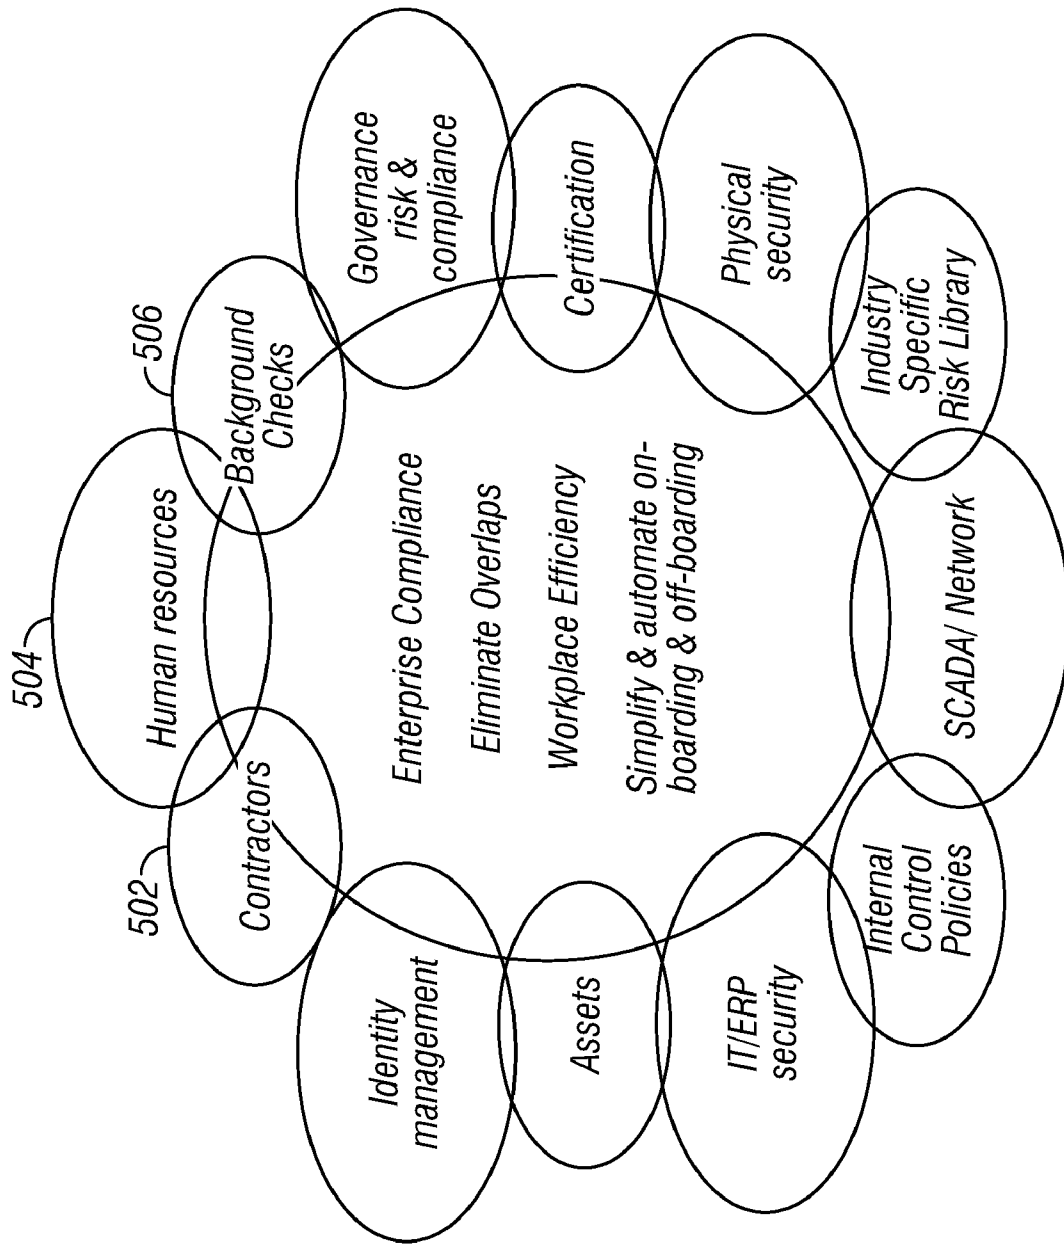 504
Human resources
502
Contractors
506
Background
Checks
Identity
management
Governance
risk &
compliance
Enterprise Compliance
Eliminate Overlaps
Workplace Efficiency
Simplify & automate on-
boarding & off-boarding
Assets
Certification
IT/ERP
security
Physical
security
Internal
Control
Policies
SCADA/ Network
Industry
Specific
Risk Library